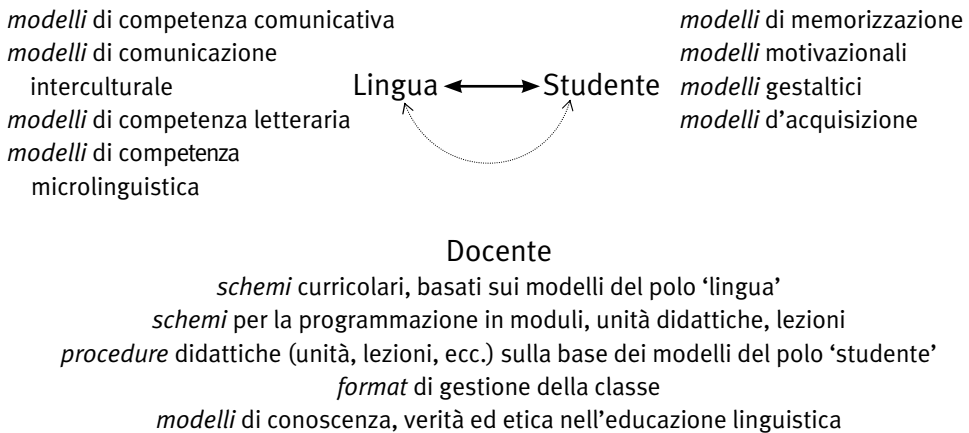 modelli di competenza comunicativa
modelli di comunicazione
interculturale
modelli di competenza letteraria
modelli di competenza
microlinguistica
Lingua
Studente
modelli di memorizzazione
modelli motivazionali
modelli gestaltici
modelli d’acquisizione
Docente
schemi curricolari, basati sui modelli del polo ‘lingua’
schemi per la programmazione in moduli, unità didattiche, lezioni
procedure didattiche (unità, lezioni, ecc.) sulla base dei modelli del polo ‘studente’
format di gestione della classe
modelli di conoscenza, verità ed etica nell’educazione linguistica